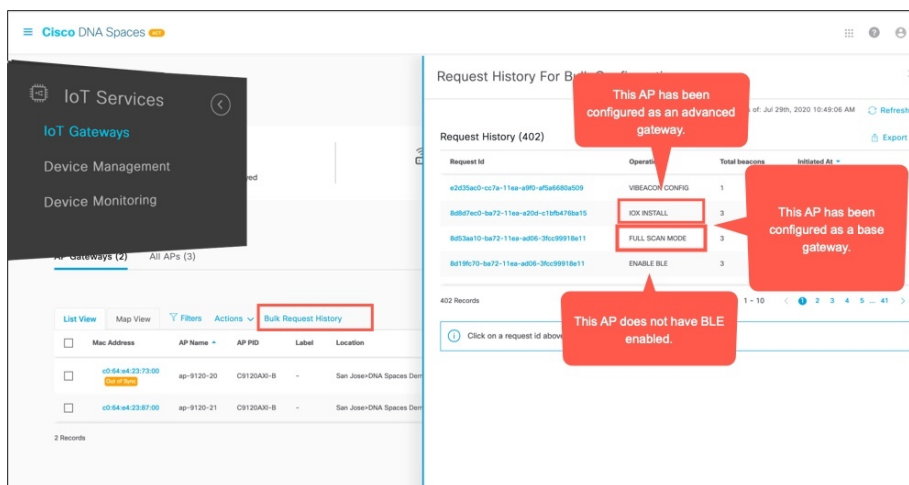 Cisco DNA Spaces
IoT Services
IoT Gateways
Device Management
Device Monitoring
AP Gateways (2) All APs (3)
List View Map View Filters Actions Bulk Request History
Mac Address AP Name AP PID Label Location
c0:64:e4:23:73:00 ap-9120-20 C9120AXI-B - San Jose>DNA Spaces Dem
Out of Sync
c0:64:e4:23:87:00 ap-9120-21 C9120AXI-B - San Jose>DNA Spaces Dem
2 Records
Request History For Bulk
This AP has been
configured as an advanced
gateway.
of: Jul 29th, 2020 10:49:06 AM Refresh
Request History (402) Export
Request Id Operation Total beacons Initiated At
e2d35ac0-cc7a-11ea-a9f0-af5a6680a509 VIBEACON CONFIG 1
8d8d7ec0-ba72-11ea-a20d-c1bfb476ba15 IOX INSTALL 3
8d53aa10-ba72-11ea-ad06-3fcc99918e11 FULL SCAN MODE 3
8d19fc70-ba72-11ea-ad06-3fcc99918e11 ENABLE BLE 3
This AP has been
configured as a base
gateway.
402 Records 1 - 10 < 1 2 3 4 5 ... 41 >
This AP does not have BLE
enabled.
Click on a request id above